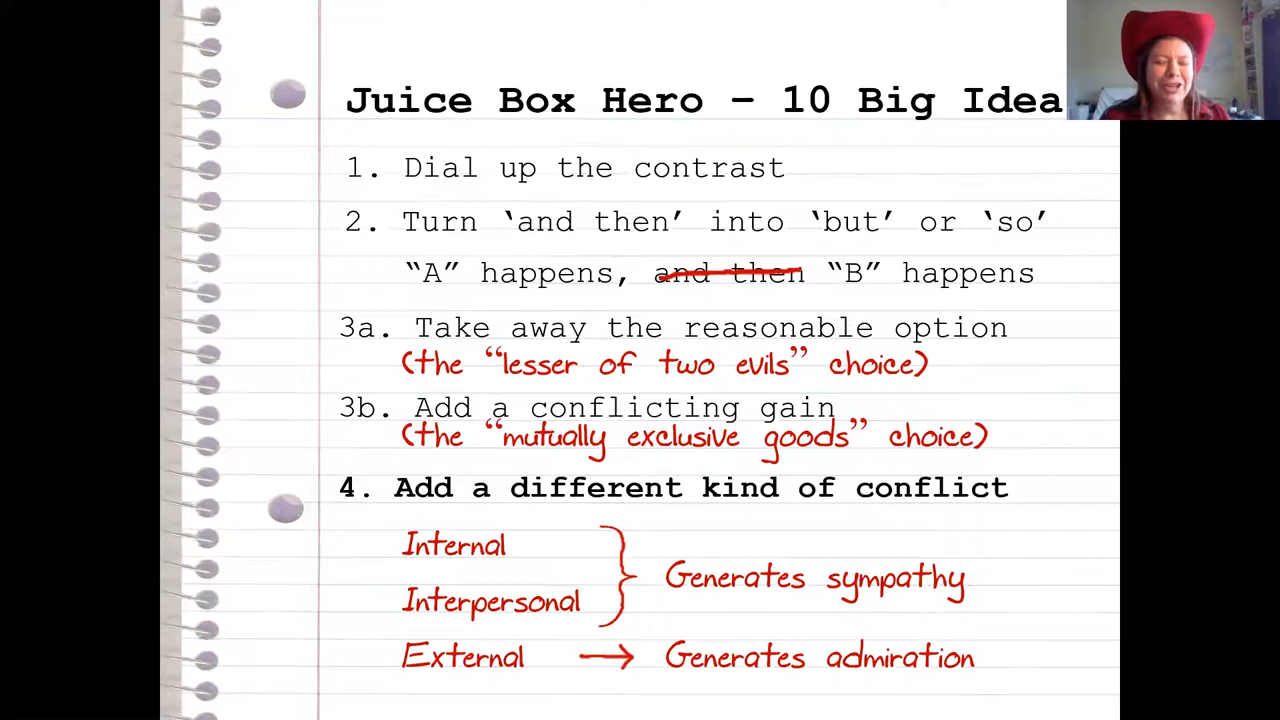 Juice Box Hero – 10 Big Idea
1. Dial up the contrast
2. Turn ‘and then’ into ‘but’ or ‘so’
“A” happens, and then “B” happens
3a. Take away the reasonable option
(the “lesser of two evils” choice)
3b. Add a conflicting gain
(the “mutually exclusive goods” choice)
4. Add a different kind of conflict
Internal
Interpersonal
Generates sympathy
External → Generates admiration